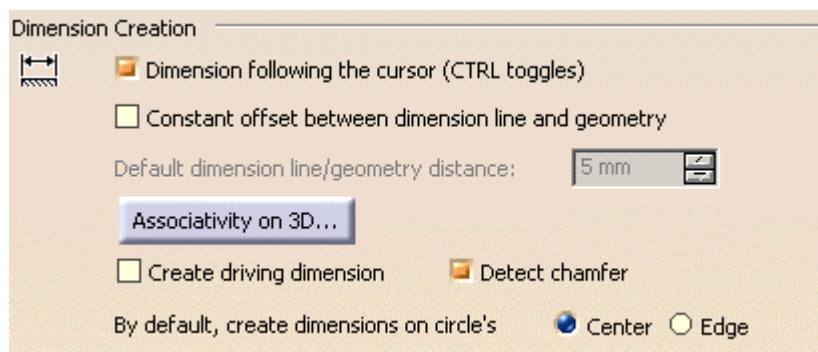 Dimension Creation
Dimension following the cursor (CTRL toggles)
Constant offset between dimension line and geometry
Default dimension line/geometry distance: 5 mm
Associativity on 3D...
Create driving dimension Detect chamfer
By default, create dimensions on circle's Center Edge